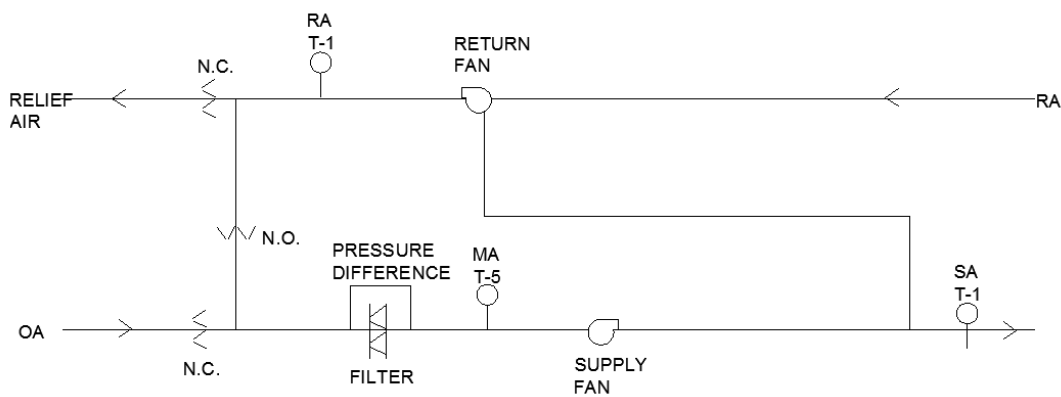 RA
T-1
RETURN
FAN
N.C.
RELIEF
AIR
RA
N.O.
PRESSURE
DIFFERENCE
MA
T-5
SA
T-1
OA
N.C.
FILTER
SUPPLY
FAN